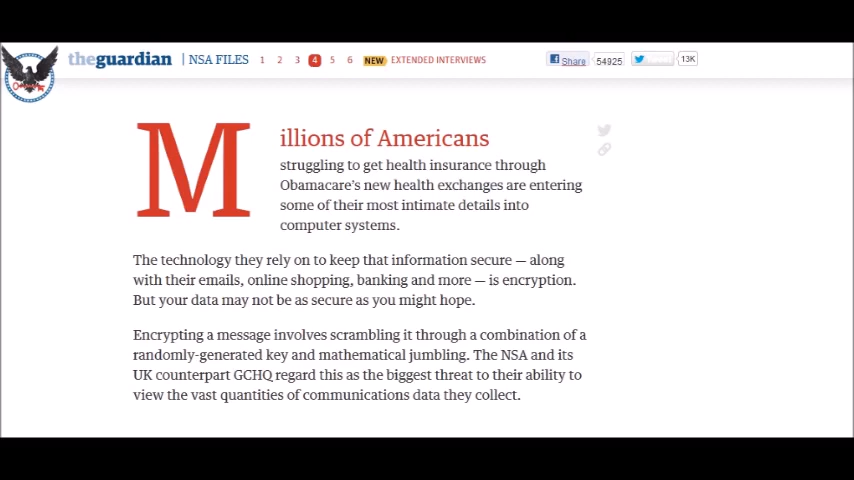 theguardian | NSA FILES 1 2 3 4 5 6 NEW EXTENDED INTERVIEWS Share 54925 Tweet 13K
Millions of Americans
struggling to get health insurance through
Obamacare's new health exchanges are entering
some of their most intimate details into
computer systems.
The technology they rely on to keep that information secure — along
with their emails, online shopping, banking and more — is encryption.
But your data may not be as secure as you might hope.
Encrypting a message involves scrambling it through a combination of a
randomly-generated key and mathematical jumbling. The NSA and its
UK counterpart GCHQ regard this as the biggest threat to their ability to
view the vast quantities of communications data they collect.